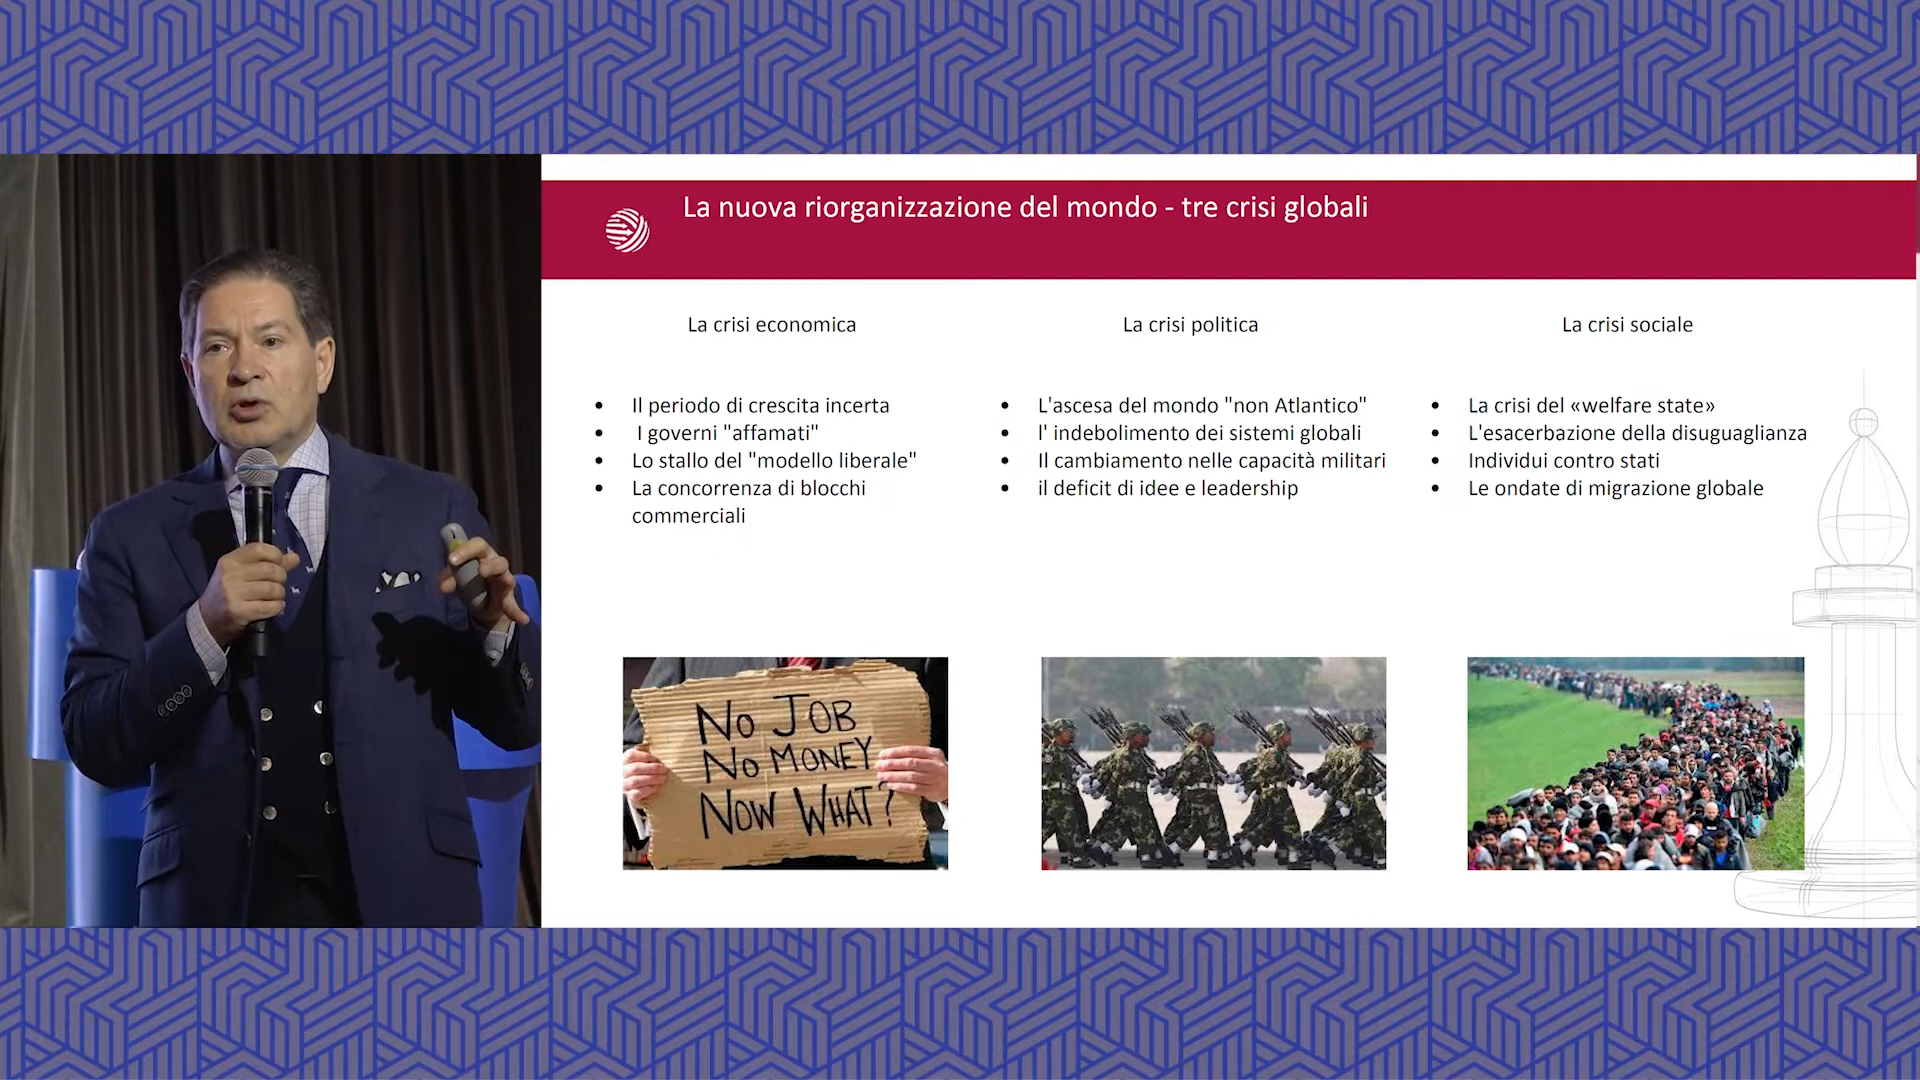 La nuova riorganizzazione del mondo - tre crisi globali
La crisi economica
Il periodo di crescita incerta
I governi "affamati"
Lo stallo del "modello liberale"
La concorrenza di blocchi
commerciali
La crisi politica
L'ascesa del mondo "non Atlantico"
l' indebolimento dei sistemi globali
Il cambiamento nelle capacità militari
il deficit di idee e leadership
La crisi sociale
La crisi del «welfare state»
L'esacerbazione della disuguaglianza
Individui contro stati
Le ondate di migrazione globale
No JOB
No MONEY
NOW WHAT?